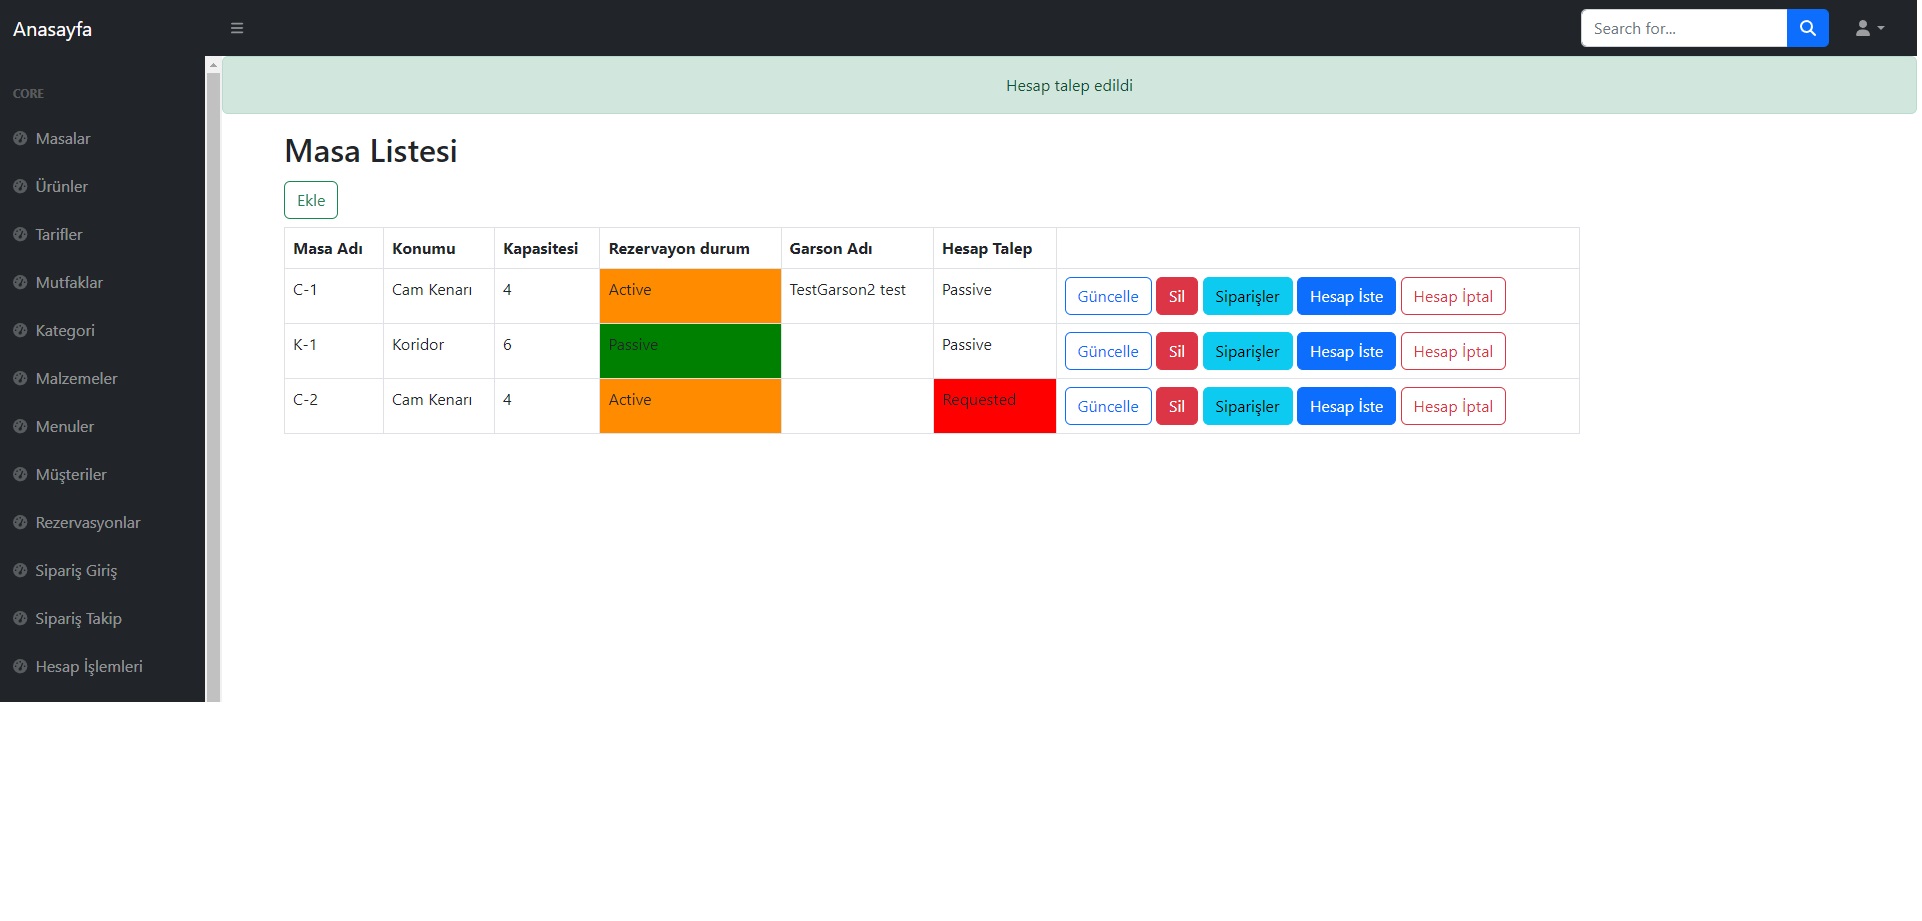 Anasayfa
Search for...
CORE
Masalar
Ürünler
Tarifler
Mutfaklar
Kategori
Malzemeler
Menuler
Müşteriler
Rezervasyonlar
Sipariş Giriş
Sipariş Takip
Hesap İşlemleri
Hesap talep edildi
Masa Listesi
Ekle
Masa Adı Konumu Kapasitesi Rezervayon durum Garson Adı Hesap Talep
C-1 Cam Kenarı 4 Active TestGarson2 test Passive Güncelle Sil Siparişler Hesap İste Hesap İptal
K-1 Koridor 6 Passive Passive Güncelle Sil Siparişler Hesap İste Hesap İptal
C-2 Cam Kenarı 4 Active Requested Güncelle Sil Siparişler Hesap İste Hesap İptal